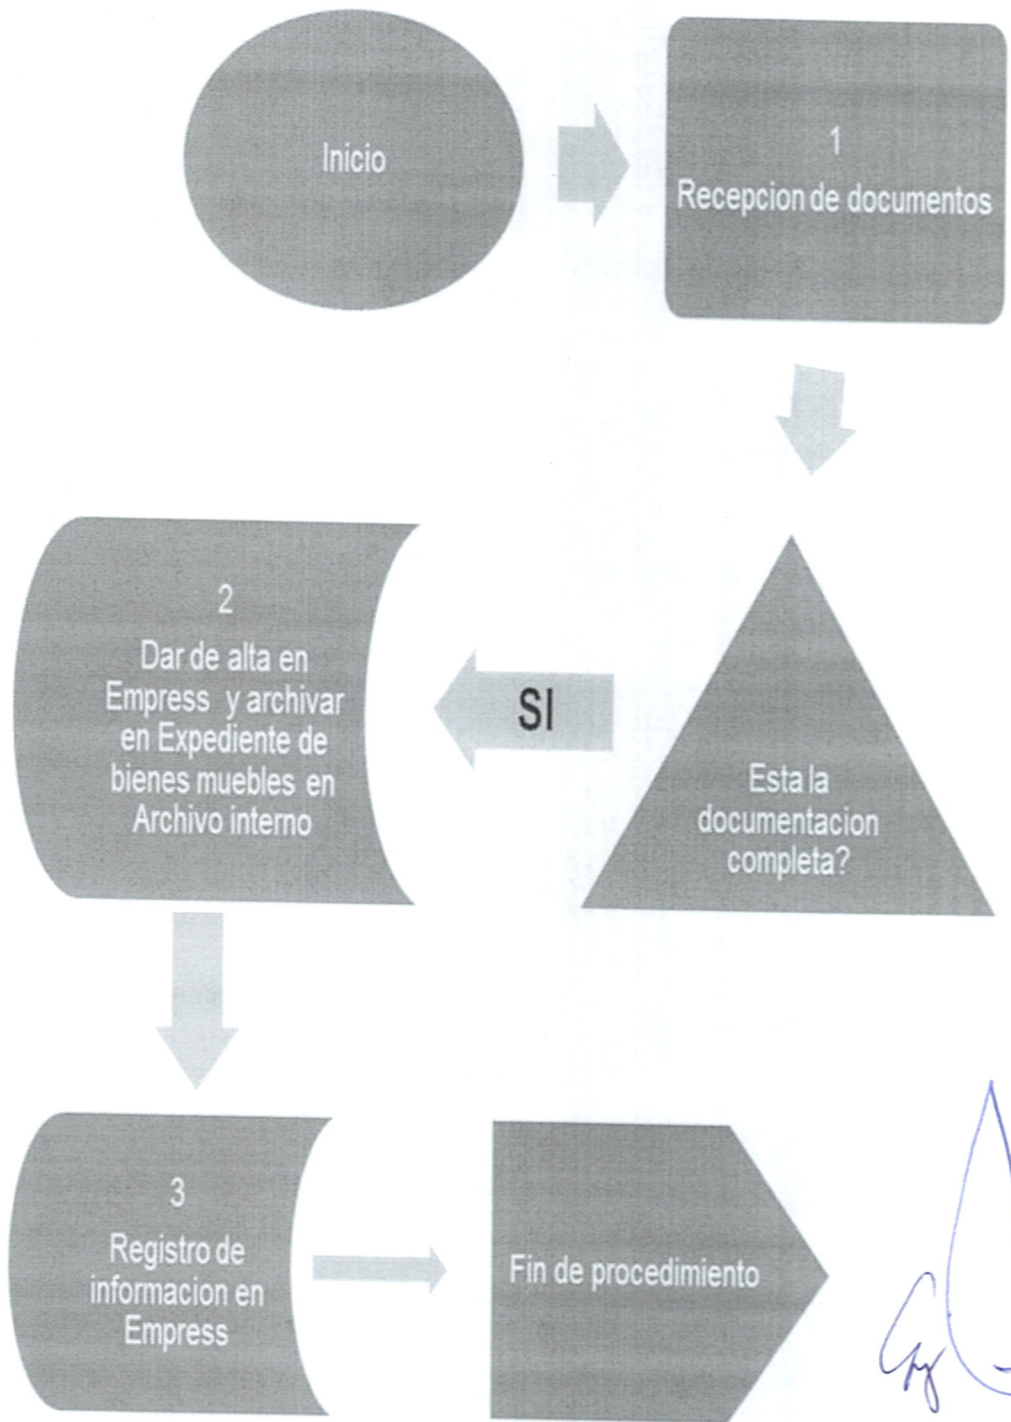 Inicio
1
Recepcion de documentos
Esta la
documentacion
completa?
SI
2
Dar de alta en
Empress y archivar
en Expediente de
bienes muebles en
Archivo interno
3
Registro de
informacion en
Empress
Fin de procedimiento